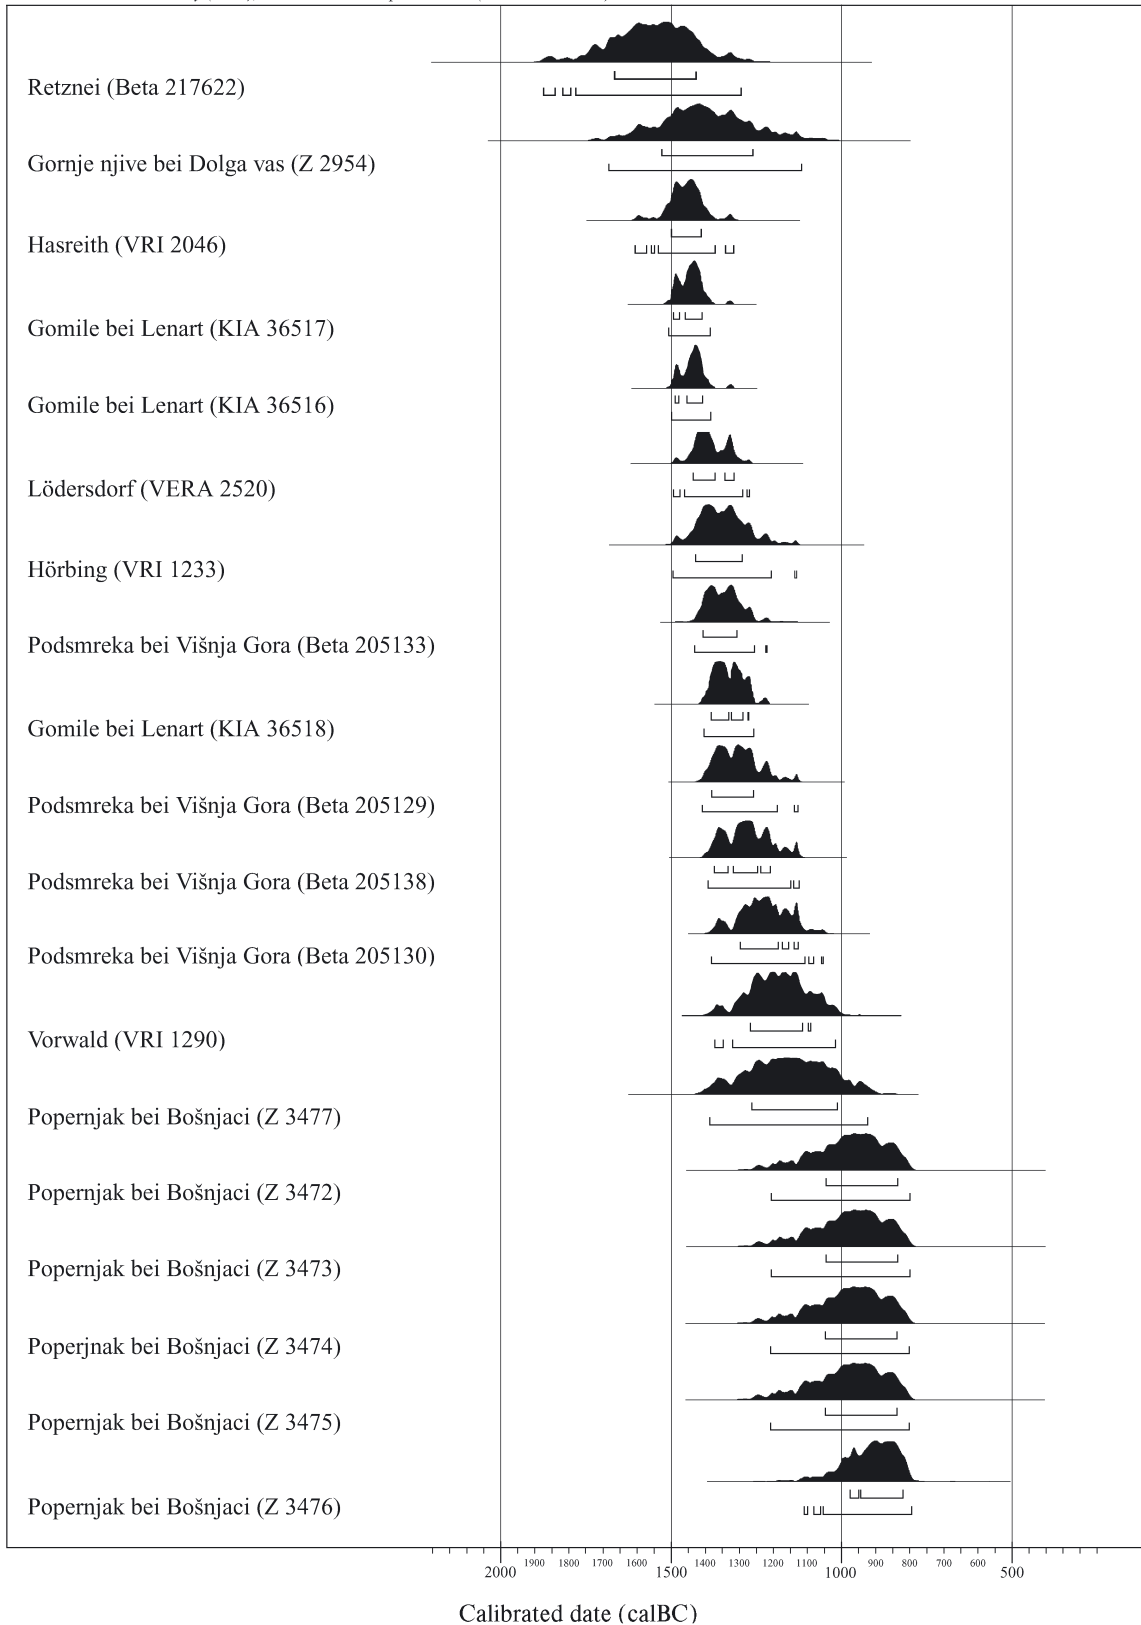 Retznei (Beta 217622)
Gornje njive bei Dolga vas (Z 2954)
Hasreith (VRI 2046)
Gomile bei Lenart (KIA 36517)
Gomile bei Lenart (KIA 36516)
Lödersdorf (VERA 2520)
Hörbing (VRI 1233)
Podsmreka bei Višnja Gora (Beta 205133)
Gomile bei Lenart (KIA 36518)
Podsmreka bei Višnja Gora (Beta 205129)
Podsmreka bei Višnja Gora (Beta 205138)
Podsmreka bei Višnja Gora (Beta 205130)
Vorwald (VRI 1290)
Popernjak bei Bošnjaci (Z 3477)
Popernjak bei Bošnjaci (Z 3472)
Popernjak bei Bošnjaci (Z 3473)
Poperjnak bei Bošnjaci (Z 3474)
Popernjak bei Bošnjaci (Z 3475)
Popernjak bei Bošnjaci (Z 3476)
2000 1900 1800 1700 1600 1500 1400 1300 1200 1100 1000 900 800 700 600 500
Calibrated date (calBC)